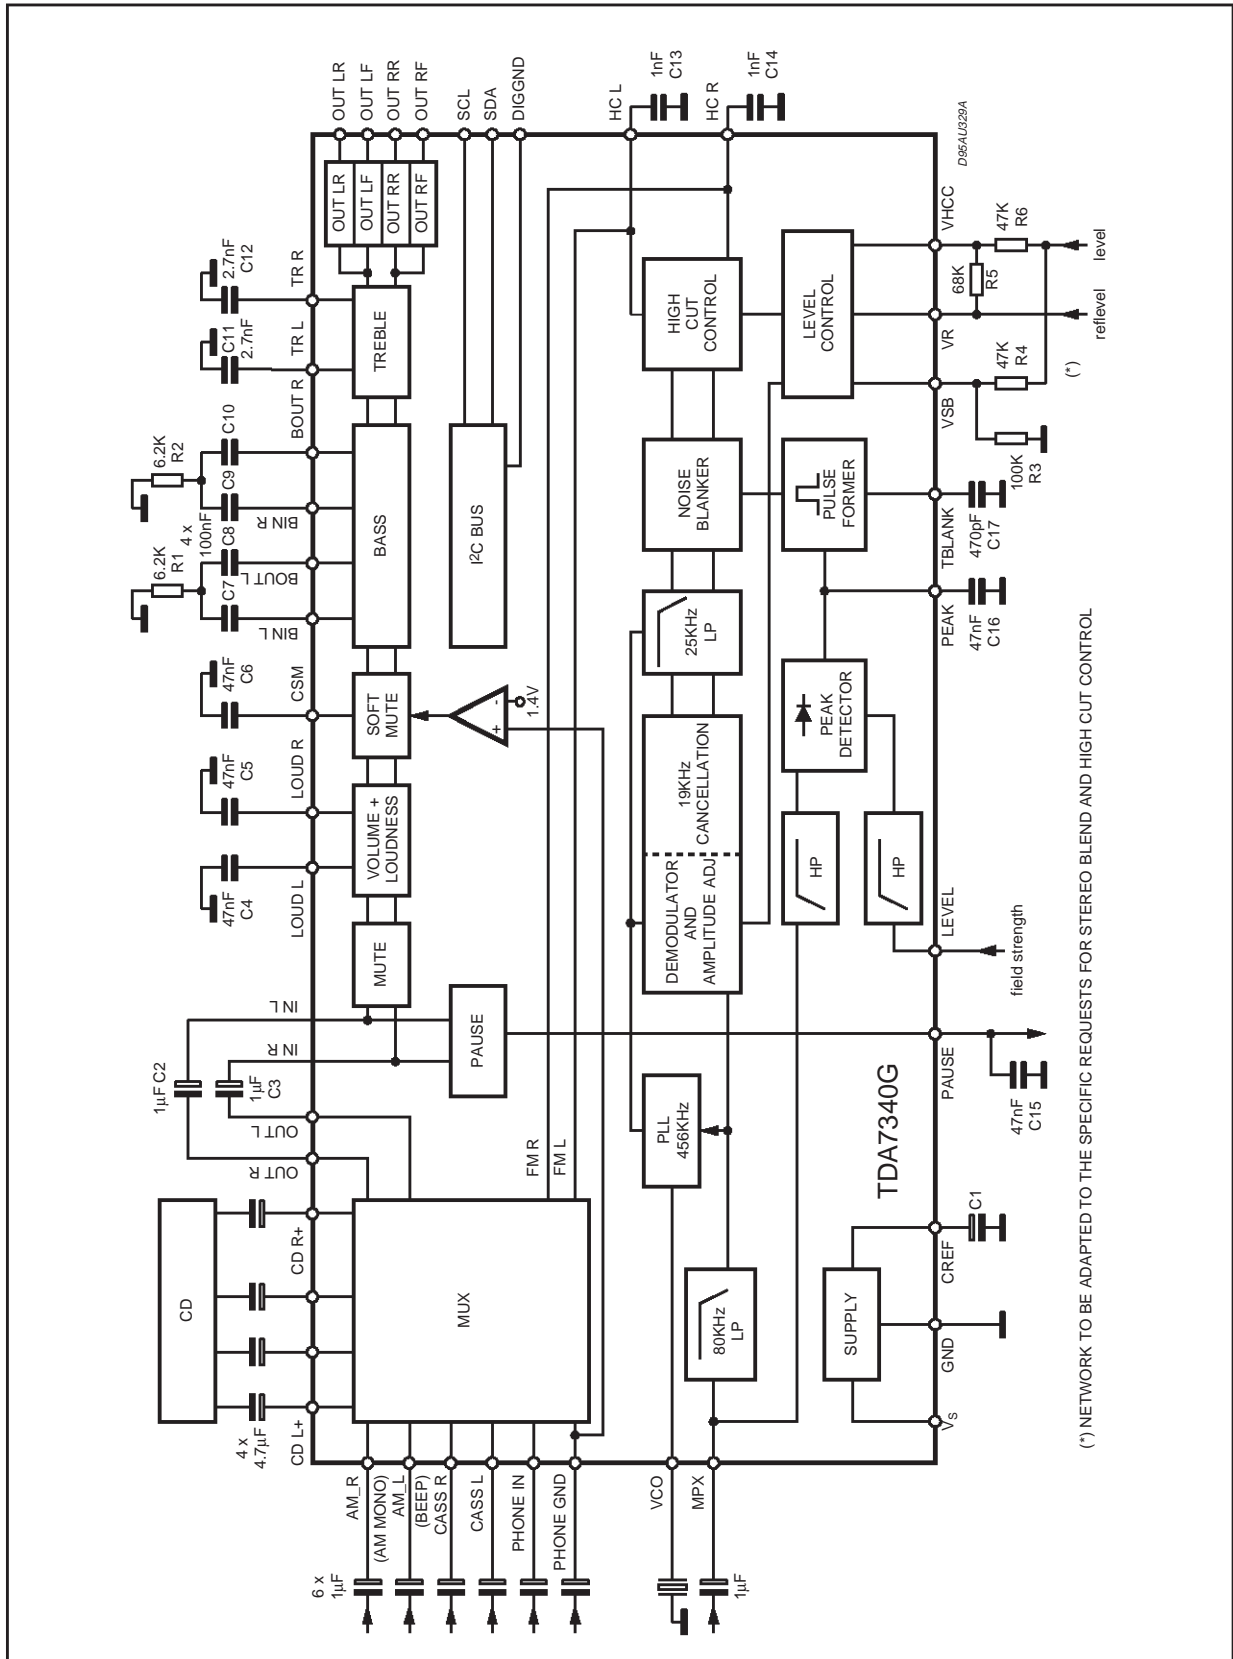 CD
4 x
4.7µF
CD L+
CD R+
OUT R
OUT L
1µF C2
1µF
C3
IN R
IN L
47nF
C4
LOUD L
47nF
C5
LOUD R
47nF
C6
CSM
6.2K
R1
4 x
100nF
C7
C8
BIN L
BOUT L
6.2K
R2
C9
C10
BIN R
BOUT R
C11
2.7nF
TR L
2.7nF
C12
TR R
OUT LR
OUT LF
OUT RR
OUT RF
OUT LR
OUT LF
OUT RR
OUT RF
SCL
SDA
DIGGND
HC L
1nF
C13
HC R
1nF
C14
6 x
1µF
AM_R
(AM MONO)
AM_L
(BEEP)
CASS R
CASS L
PHONE IN
PHONE GND
VCO
MPX
1µF
MUX
FM R
FM L
MUTE
PAUSE
VOLUME +
LOUDNESS
SOFT
MUTE
+
-
1.4V
BASS
TREBLE
I²C BUS
80KHz
LP
PLL
456KHz
DEMODULATOR
AND
AMPLITUDE ADJ
19KHz
CANCELLATION
25KHz
LP
NOISE
BLANKER
HIGH
CUT
CONTROL
HP
HP
PEAK
DETECTOR
PULSE
FORMER
LEVEL
CONTROL
SUPPLY
TDA7340G
VS
GND
CREF
C1
PAUSE
47nF
C15
LEVEL
field strength
PEAK
47nF
C16
TBLANK
470pF
C17
VSB
100K
R3
47K
R4
(*)
VR
reflevel
68K
R5
VHCC
47K
R6
level
D95AU329A
(*) NETWORK TO BE ADAPTED TO THE SPECIFIC REQUESTS FOR STEREO BLEND AND HIGH CUT CONTROL